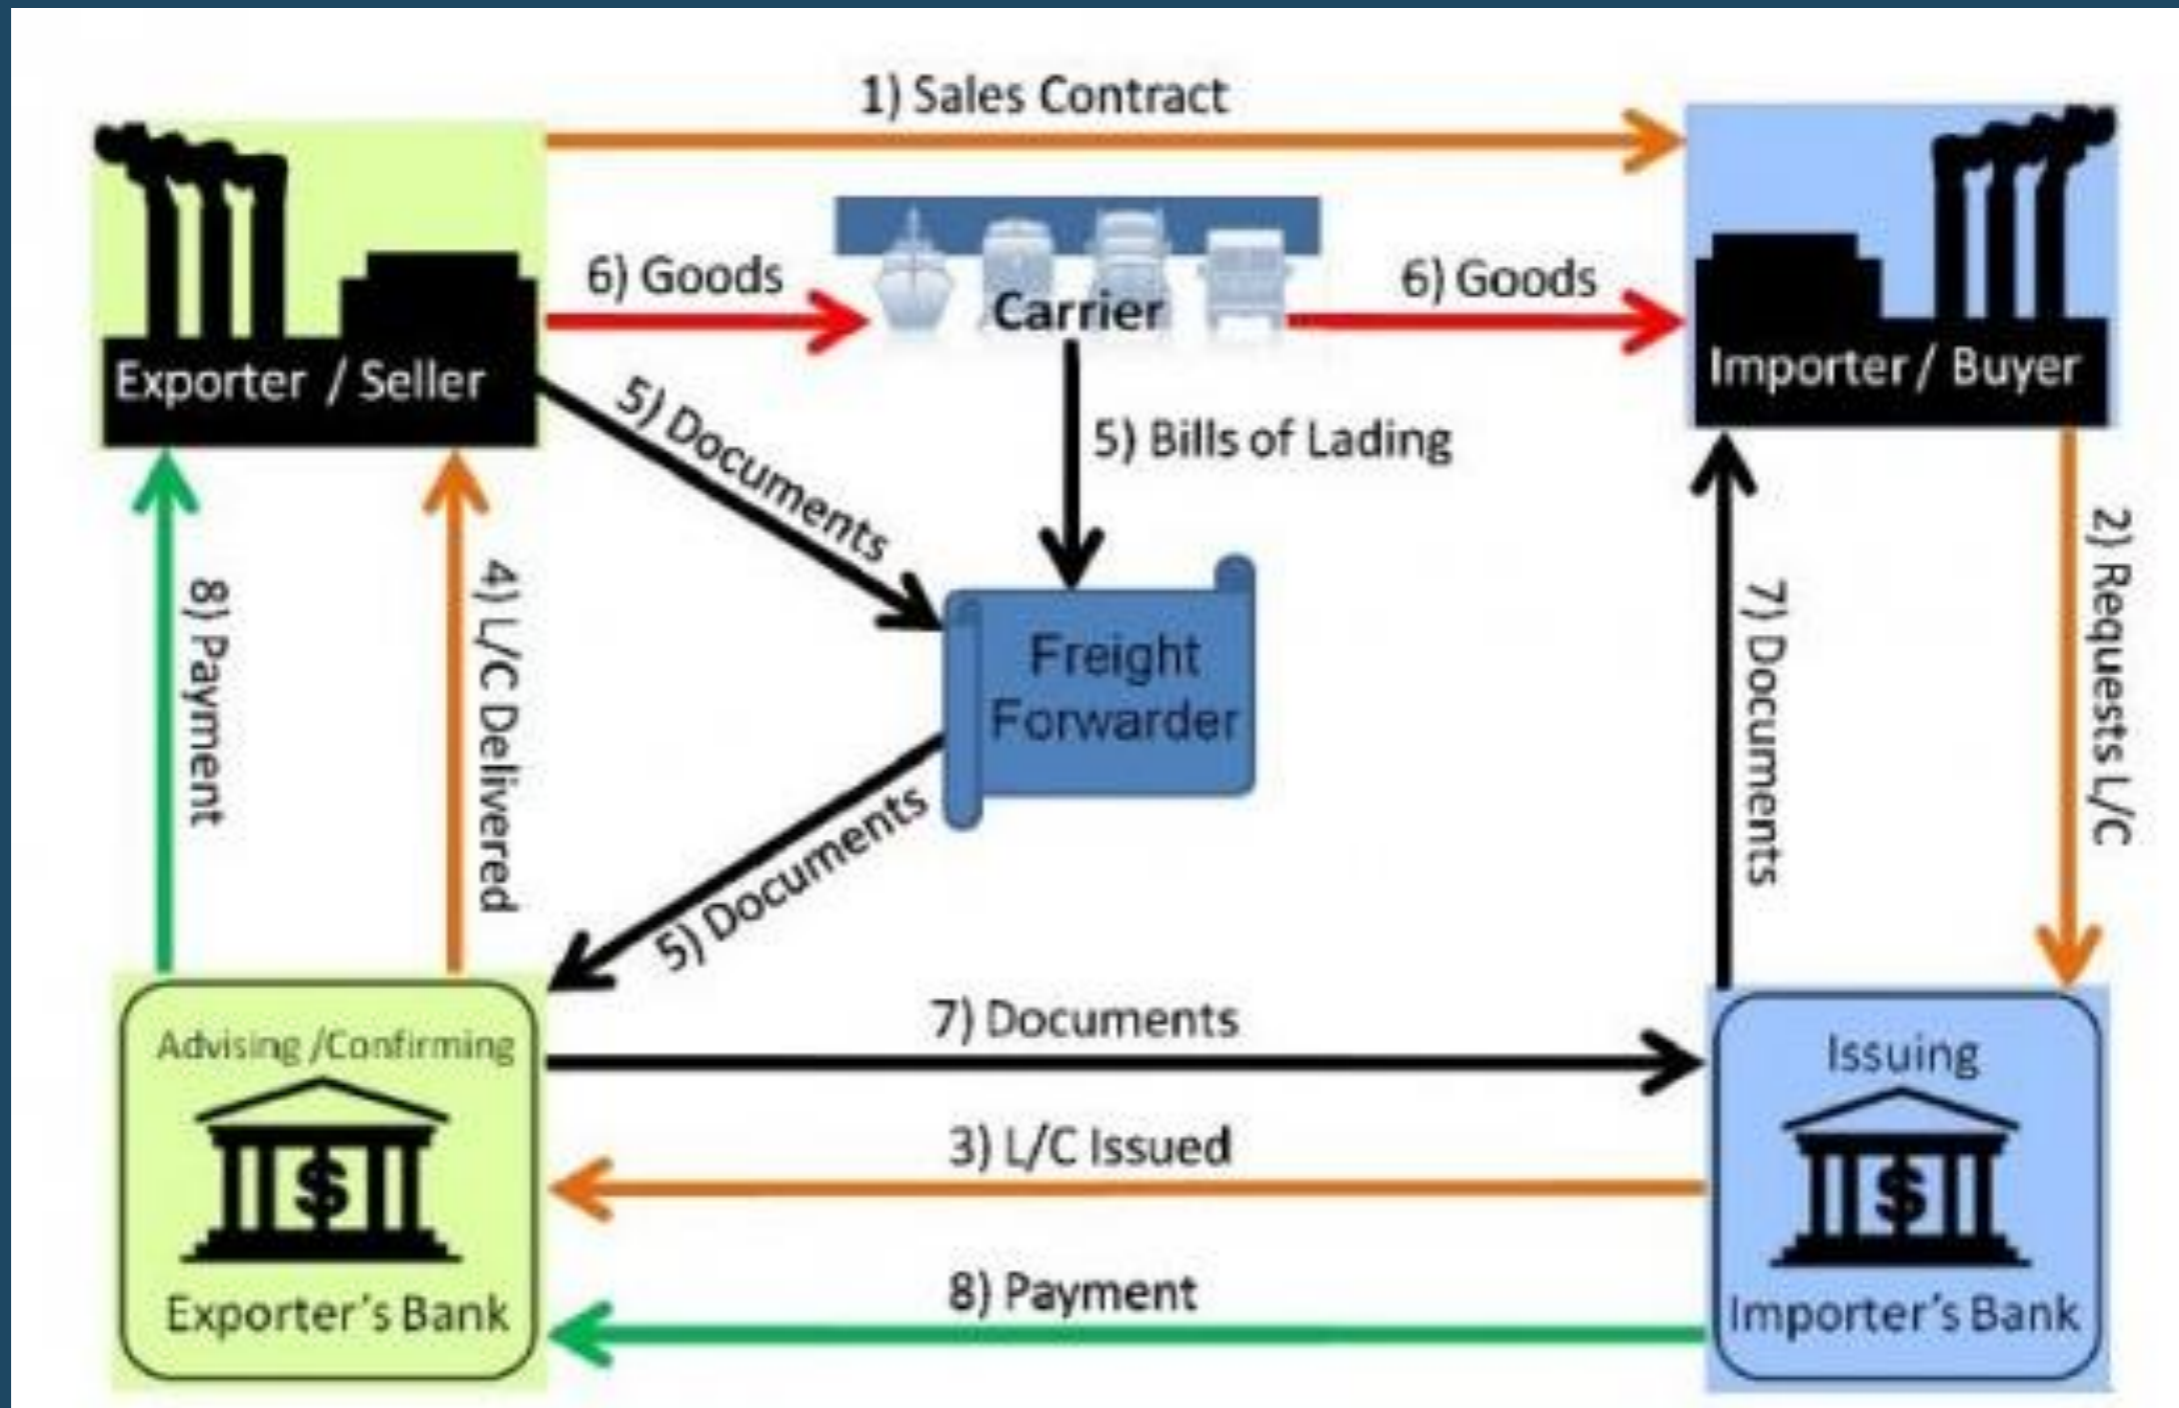 1) Sales Contract
6) Goods
6) Goods
Carrier
Exporter / Seller
Importer / Buyer
5) Documents
5) Bills of Lading
2) Requests L/C
8) Payment
4) L/C Delivered
7) Documents
Freight
Forwarder
5) Documents
7) Documents
Advising /Confirming
Issuing
3) L/C Issued
$
$
8) Payment
Exporter's Bank
Importer's Bank